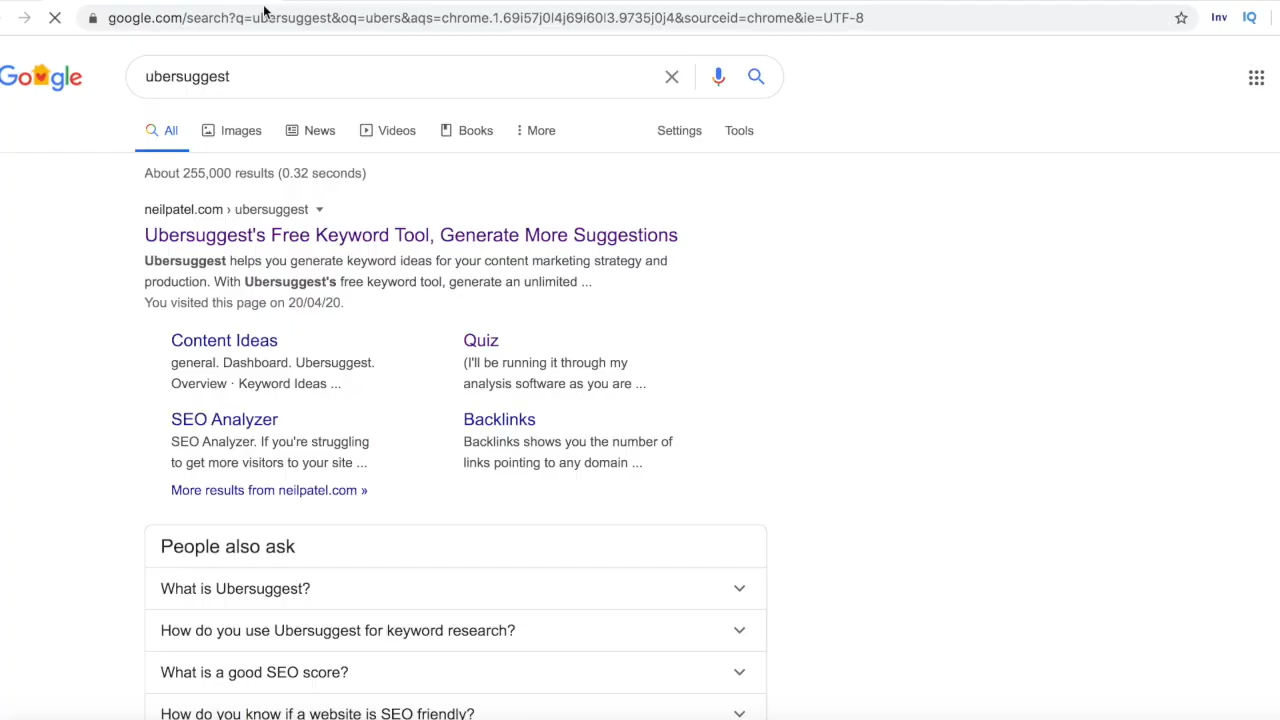 google.com/search?q=ubersuggest&oq=ubers&aqs=chrome.1.69i57j0l4j69i60l3.9735j0j4&sourceid=chrome&ie=UTF-8
Inv IQ
Google
ubersuggest
All Images News Videos Books More Settings Tools
About 255,000 results (0.32 seconds)
neilpatel.com › ubersuggest
Ubersuggest's Free Keyword Tool, Generate More Suggestions
Ubersuggest helps you generate keyword ideas for your content marketing strategy and
production. With Ubersuggest's free keyword tool, generate an unlimited ...
You visited this page on 20/04/20.
Content Ideas
general. Dashboard. Ubersuggest.
Overview · Keyword Ideas ...
Quiz
(I'll be running it through my
analysis software as you are ...
SEO Analyzer
SEO Analyzer. If you're struggling
to get more visitors to your site ...
Backlinks
Backlinks shows you the number of
links pointing to any domain ...
More results from neilpatel.com »
People also ask
What is Ubersuggest?
How do you use Ubersuggest for keyword research?
What is a good SEO score?
How do you know if a website is SEO friendly?